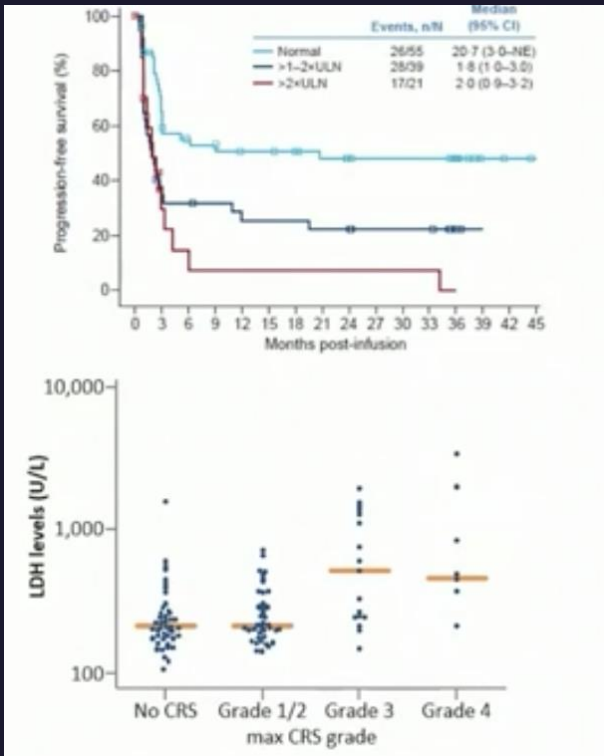 Median
Events, n/N (95% CI)
Normal 26/55 20·7 (3·0–NE)
>1–2×ULN 28/39 1·8 (1·0–3.0)
>2×ULN 17/21 2·0 (0·9–3·2)
Progression-free survival (%)
100
80
60
40
20
0
0 3 6 9 12 15 18 21 24 27 30 33 36 39 42 45
Months post-infusion
LDH levels (U/L)
10,000
1,000
100
No CRS Grade 1/2 Grade 3 Grade 4
max CRS grade